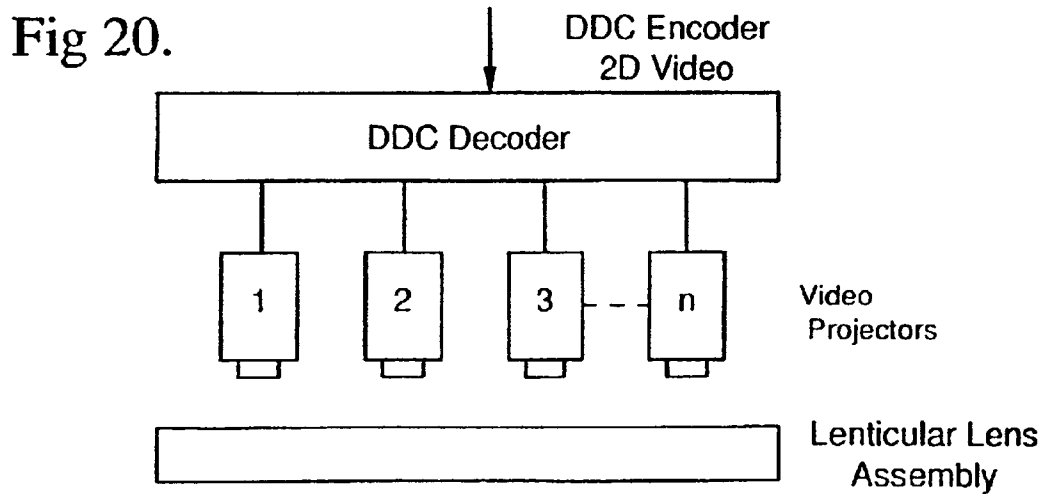 Fig 20.
DDC Encoder
2D Video
DDC Decoder
1
2
3
n
Video
Projectors
Lenticular Lens
Assembly